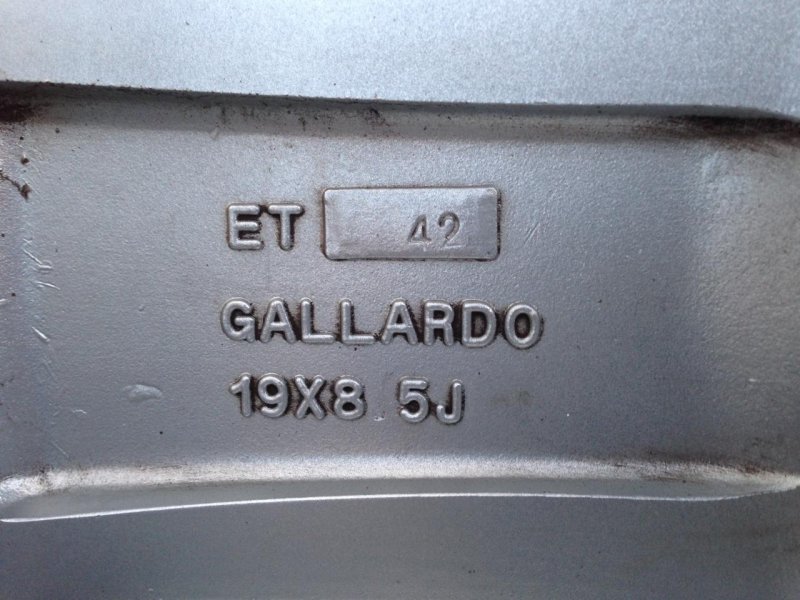 ET 42
GALLARDO
19X8 5J